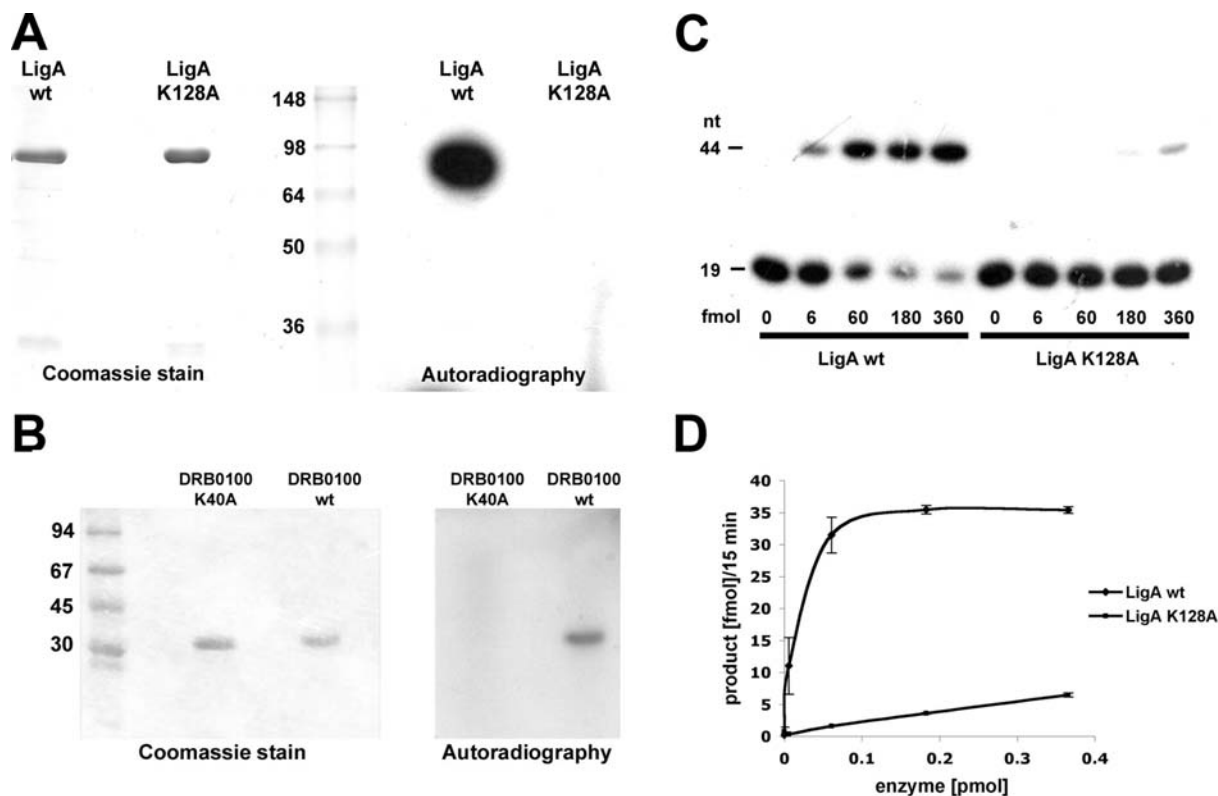 A
LigA
wt
LigA
K128A
148
98
64
50
36
LigA
wt
LigA
K128A
Coomassie stain
Autoradiography
B
DRB0100
K40A
DRB0100
wt
94
67
45
30
DRB0100
K40A
DRB0100
wt
Coomassie stain
Autoradiography
C
nt
44
19
fmol 0 6 60 180 360 0 6 60 180 360
LigA wt LigA K128A
D
product [fmol]/15 min
40
35
30
25
20
15
10
5
0
0 0.1 0.2 0.3 0.4
enzyme [pmol]
LigA wt
LigA K128A